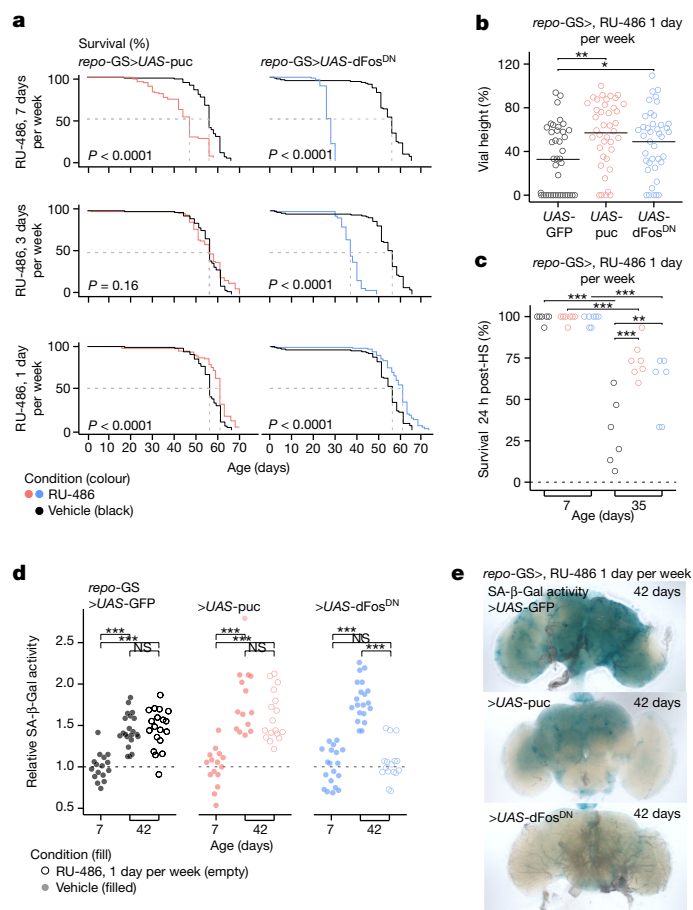 a
Survival (%)
repo-GS>UAS-puc
repo-GS>UAS-dFosDN
RU-486, 7 days
per week
100
50
0
P < 0.0001
P < 0.0001
RU-486, 3 days
per week
100
50
0
P = 0.16
P < 0.0001
RU-486, 1 day
per week
100
50
0
P < 0.0001
P < 0.0001
0 10 20 30 40 50 60 70
0 10 20 30 40 50 60 70
Age (days)
Condition (colour)
RU-486
Vehicle (black)
b
repo-GS>, RU-486 1 day
per week
Vial height (%)
120
80
40
0
**
*
UAS-
GFP
UAS-
puc
UAS-
dFosDN
c
repo-GS>, RU-486 1 day
per week
Survival 24 h post-HS (%)
100
75
50
25
0
***
***
***
**
***
7
35
Age (days)
d
repo-GS
>UAS-GFP
>UAS-puc
>UAS-dFosDN
Relative SA-β-Gal activity
2.5
2.0
1.5
1.0
0.5
***
***
NS
***
***
NS
***
NS
***
7 42
7 42
7 42
Age (days)
Condition (fill)
RU-486, 1 day per week (empty)
Vehicle (filled)
e
repo-GS>, RU-486 1 day per week
SA-β-Gal activity
42 days
>UAS-GFP
>UAS-puc
42 days
>UAS-dFosDN
42 days